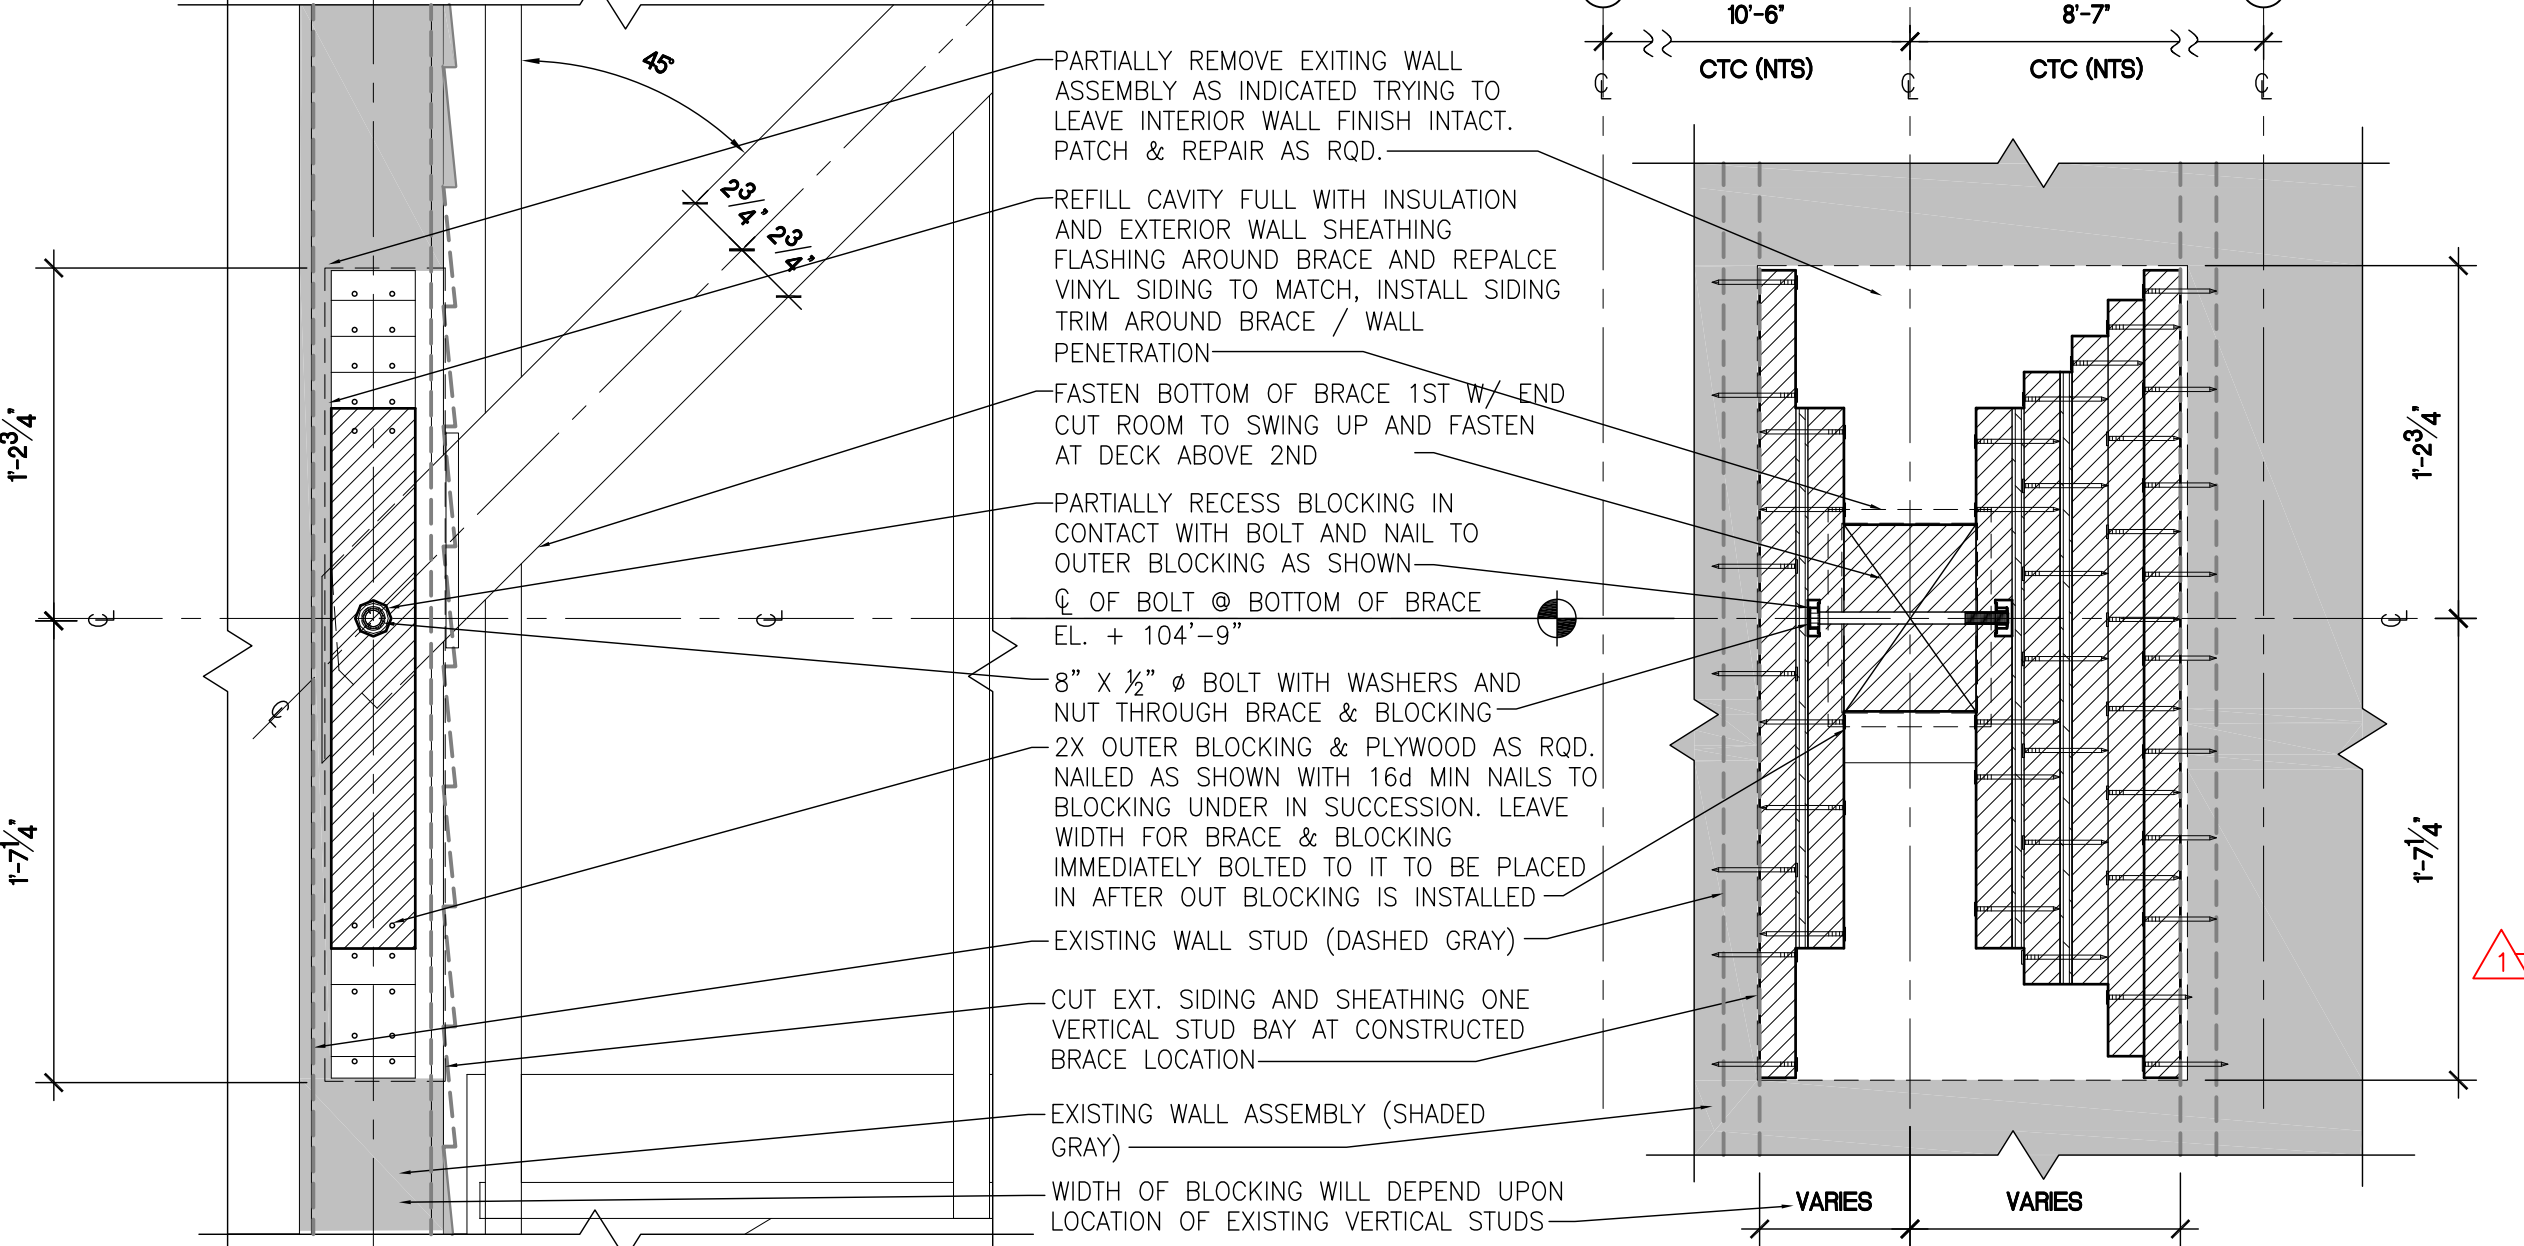 10'-6"
8'-7"
CTC (NTS)
CTC (NTS)
℄
℄
℄
45°
2 3/4"
2 3/4"
PARTIALLY REMOVE EXITING WALL
ASSEMBLY AS INDICATED TRYING TO
LEAVE INTERIOR WALL FINISH INTACT.
PATCH & REPAIR AS RQD.
REFILL CAVITY FULL WITH INSULATION
AND EXTERIOR WALL SHEATHING
FLASHING AROUND BRACE AND REPALCE
VINYL SIDING TO MATCH, INSTALL SIDING
TRIM AROUND BRACE / WALL
PENETRATION
FASTEN BOTTOM OF BRACE 1ST W/ END
CUT ROOM TO SWING UP AND FASTEN
AT DECK ABOVE 2ND
PARTIALLY RECESS BLOCKING IN
CONTACT WITH BOLT AND NAIL TO
OUTER BLOCKING AS SHOWN
℄ OF BOLT @ BOTTOM OF BRACE
EL. + 104'-9"
8" X ½" ø BOLT WITH WASHERS AND
NUT THROUGH BRACE & BLOCKING
2X OUTER BLOCKING & PLYWOOD AS RQD.
NAILED AS SHOWN WITH 16d MIN NAILS TO
BLOCKING UNDER IN SUCCESSION. LEAVE
WIDTH FOR BRACE & BLOCKING
IMMEDIATELY BOLTED TO IT TO BE PLACED
IN AFTER OUT BLOCKING IS INSTALLED
EXISTING WALL STUD (DASHED GRAY)
CUT EXT. SIDING AND SHEATHING ONE
VERTICAL STUD BAY AT CONSTRUCTED
BRACE LOCATION
EXISTING WALL ASSEMBLY (SHADED
GRAY)
WIDTH OF BLOCKING WILL DEPEND UPON
LOCATION OF EXISTING VERTICAL STUDS
1'-2 3/4"
1'-7 1/4"
℄
℄
℄
1'-2 3/4"
1'-7 1/4"
℄
1
VARIES
VARIES